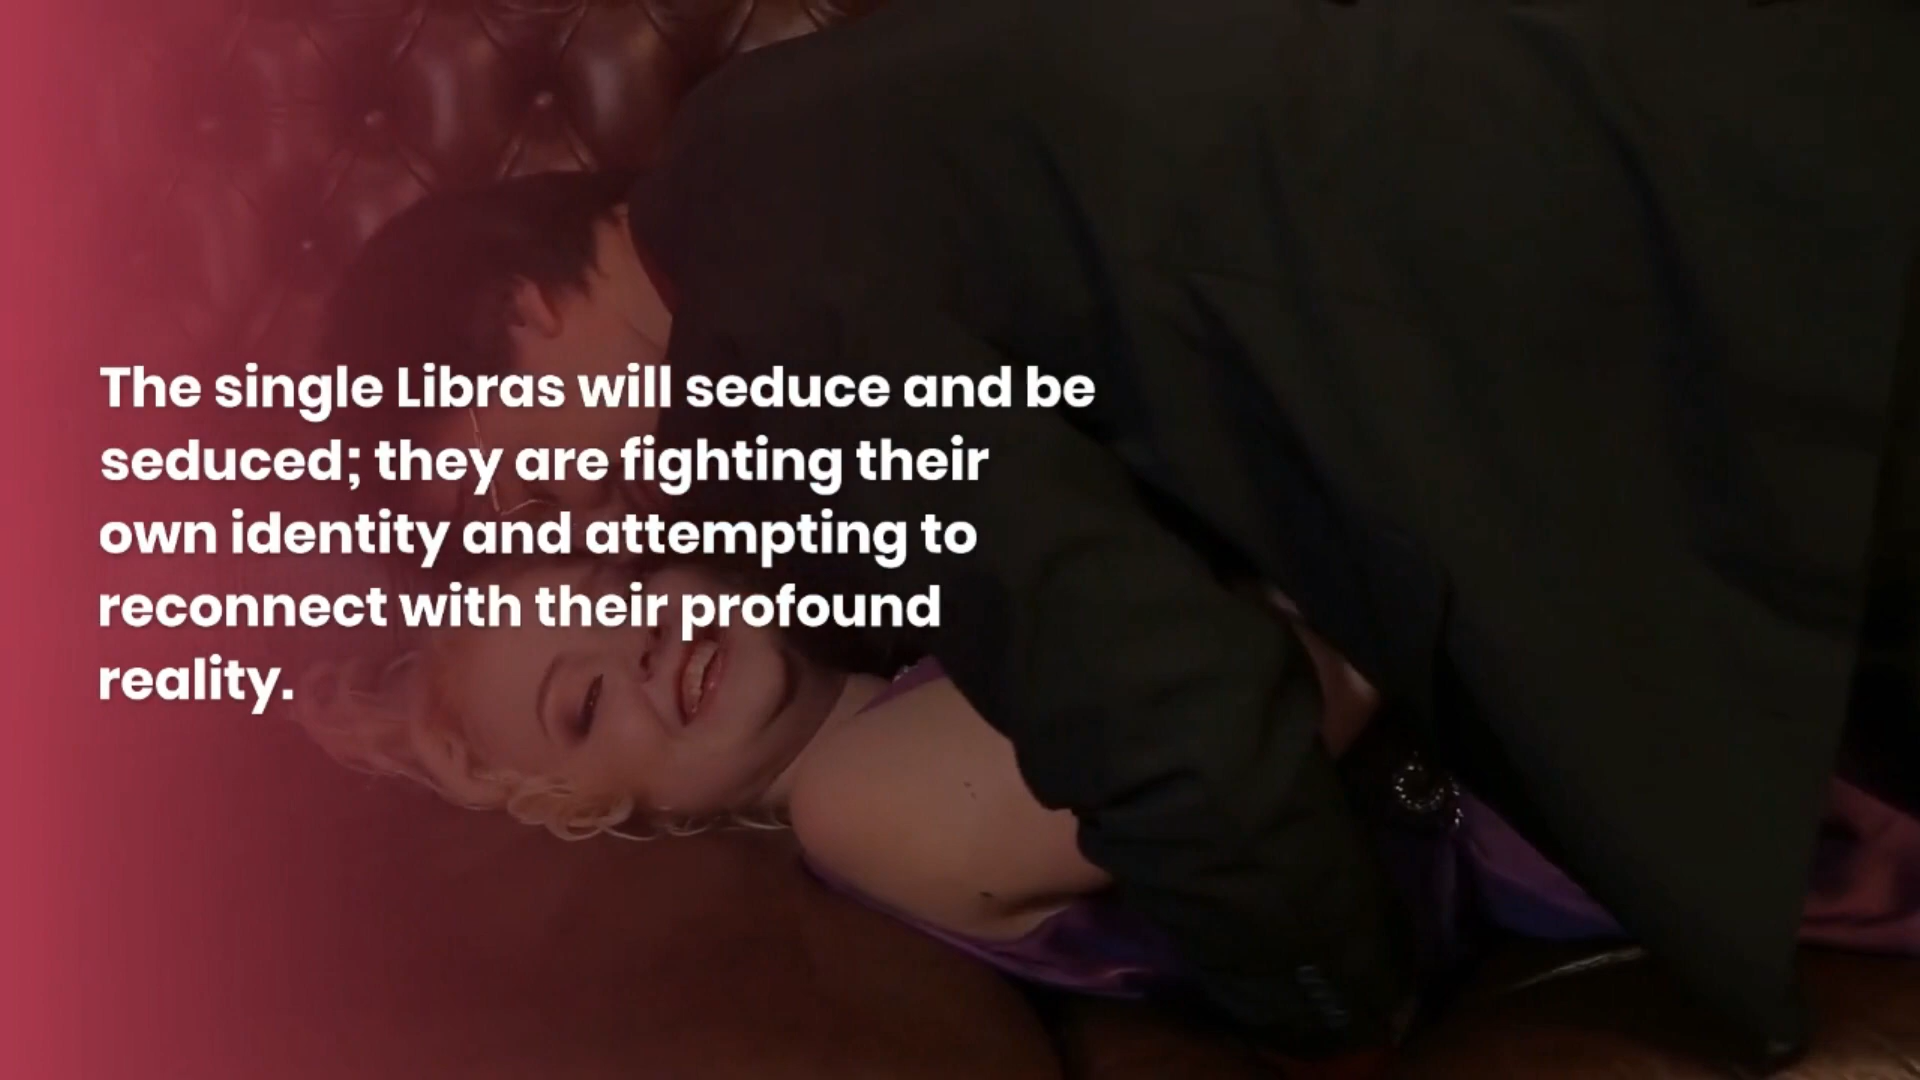 The single Libras will seduce and be
seduced; they are fighting their
own identity and attempting to
reconnect with their profound
reality.